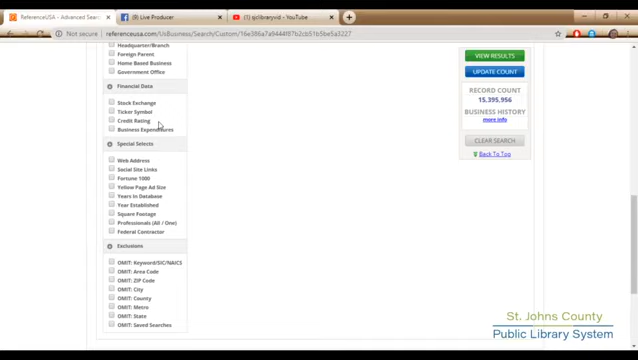 ReferenceUSA - Advanced Sear
(9) Live Producer
sjclibraryvid - YouTube
Not secure
referenceusa.com/UsBusiness/Search/Custom/16e386a7a9444f87b2cb51b5be5a3227
Headquarter/Branch
Foreign Parent
Home Based Business
Government Office
Financial Data
Stock Exchange
Ticker Symbol
Credit Rating
Business Expenditures
Special Selects
Web Address
Social Site Links
Fortune 1000
Yellow Page Ad Size
Years In Database
Year Established
Square Footage
Professionals (All / One)
Federal Contractor
Exclusions
OMIT: Keyword/SIC/NAICS
OMIT: Area Code
OMIT: ZIP Code
OMIT: City
OMIT: County
OMIT: Metro
OMIT: State
OMIT: Saved Searches
VIEW RESULTS
UPDATE COUNT
RECORD COUNT
15,395,956
BUSINESS HISTORY
more info
CLEAR SEARCH
Back To Top
St. Johns County
Public Library System